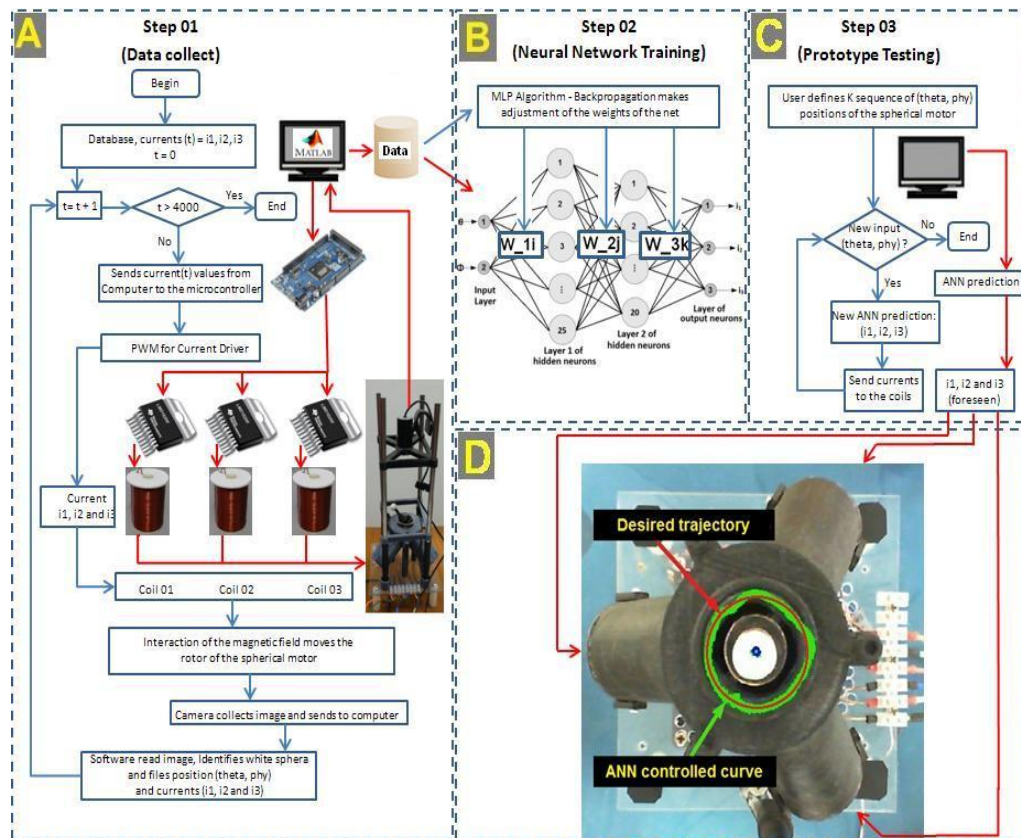 A
Step 01
(Data collect)
Begin
Database, currents (t) = i1, i2, i3
t = 0
t= t + 1
t > 4000
Yes
End
No
Sends current(t) values from
Computer to the microcontroller
PWM for Current Driver
Current
i1, i2 and i3
Coil 01
Coil 02
Coil 03
Interaction of the magnetic field moves the
rotor of the spherical motor
Camera collects image and sends to computer
Software read image, Identifies white sphera
and files position (theta, phy)
and currents (i1, i2 and i3)
MATLAB
Data
B
Step 02
(Neural Network Training)
MLP Algorithm - Backpropagation makes
adjustment of the weights of the net
1
2
3
⋮
25
1
2
⋮
20
1
2
3
1
2
i₁
i₂
W_1i
W_2j
W_3k
Input
Layer
Layer 1 of
hidden neurons
Layer 2 of
hidden neurons
Layer of
output neurons
C
Step 03
(Prototype Testing)
User defines K sequence of (theta, phy)
positions of the spherical motor
New input
(theta, phy) ?
No
End
Yes
New ANN prediction:
(i1, i2, i3)
Send currents
to the coils
ANN prediction
i1, i2 and i3
(foreseen)
D
Desired trajectory
ANN controlled curve